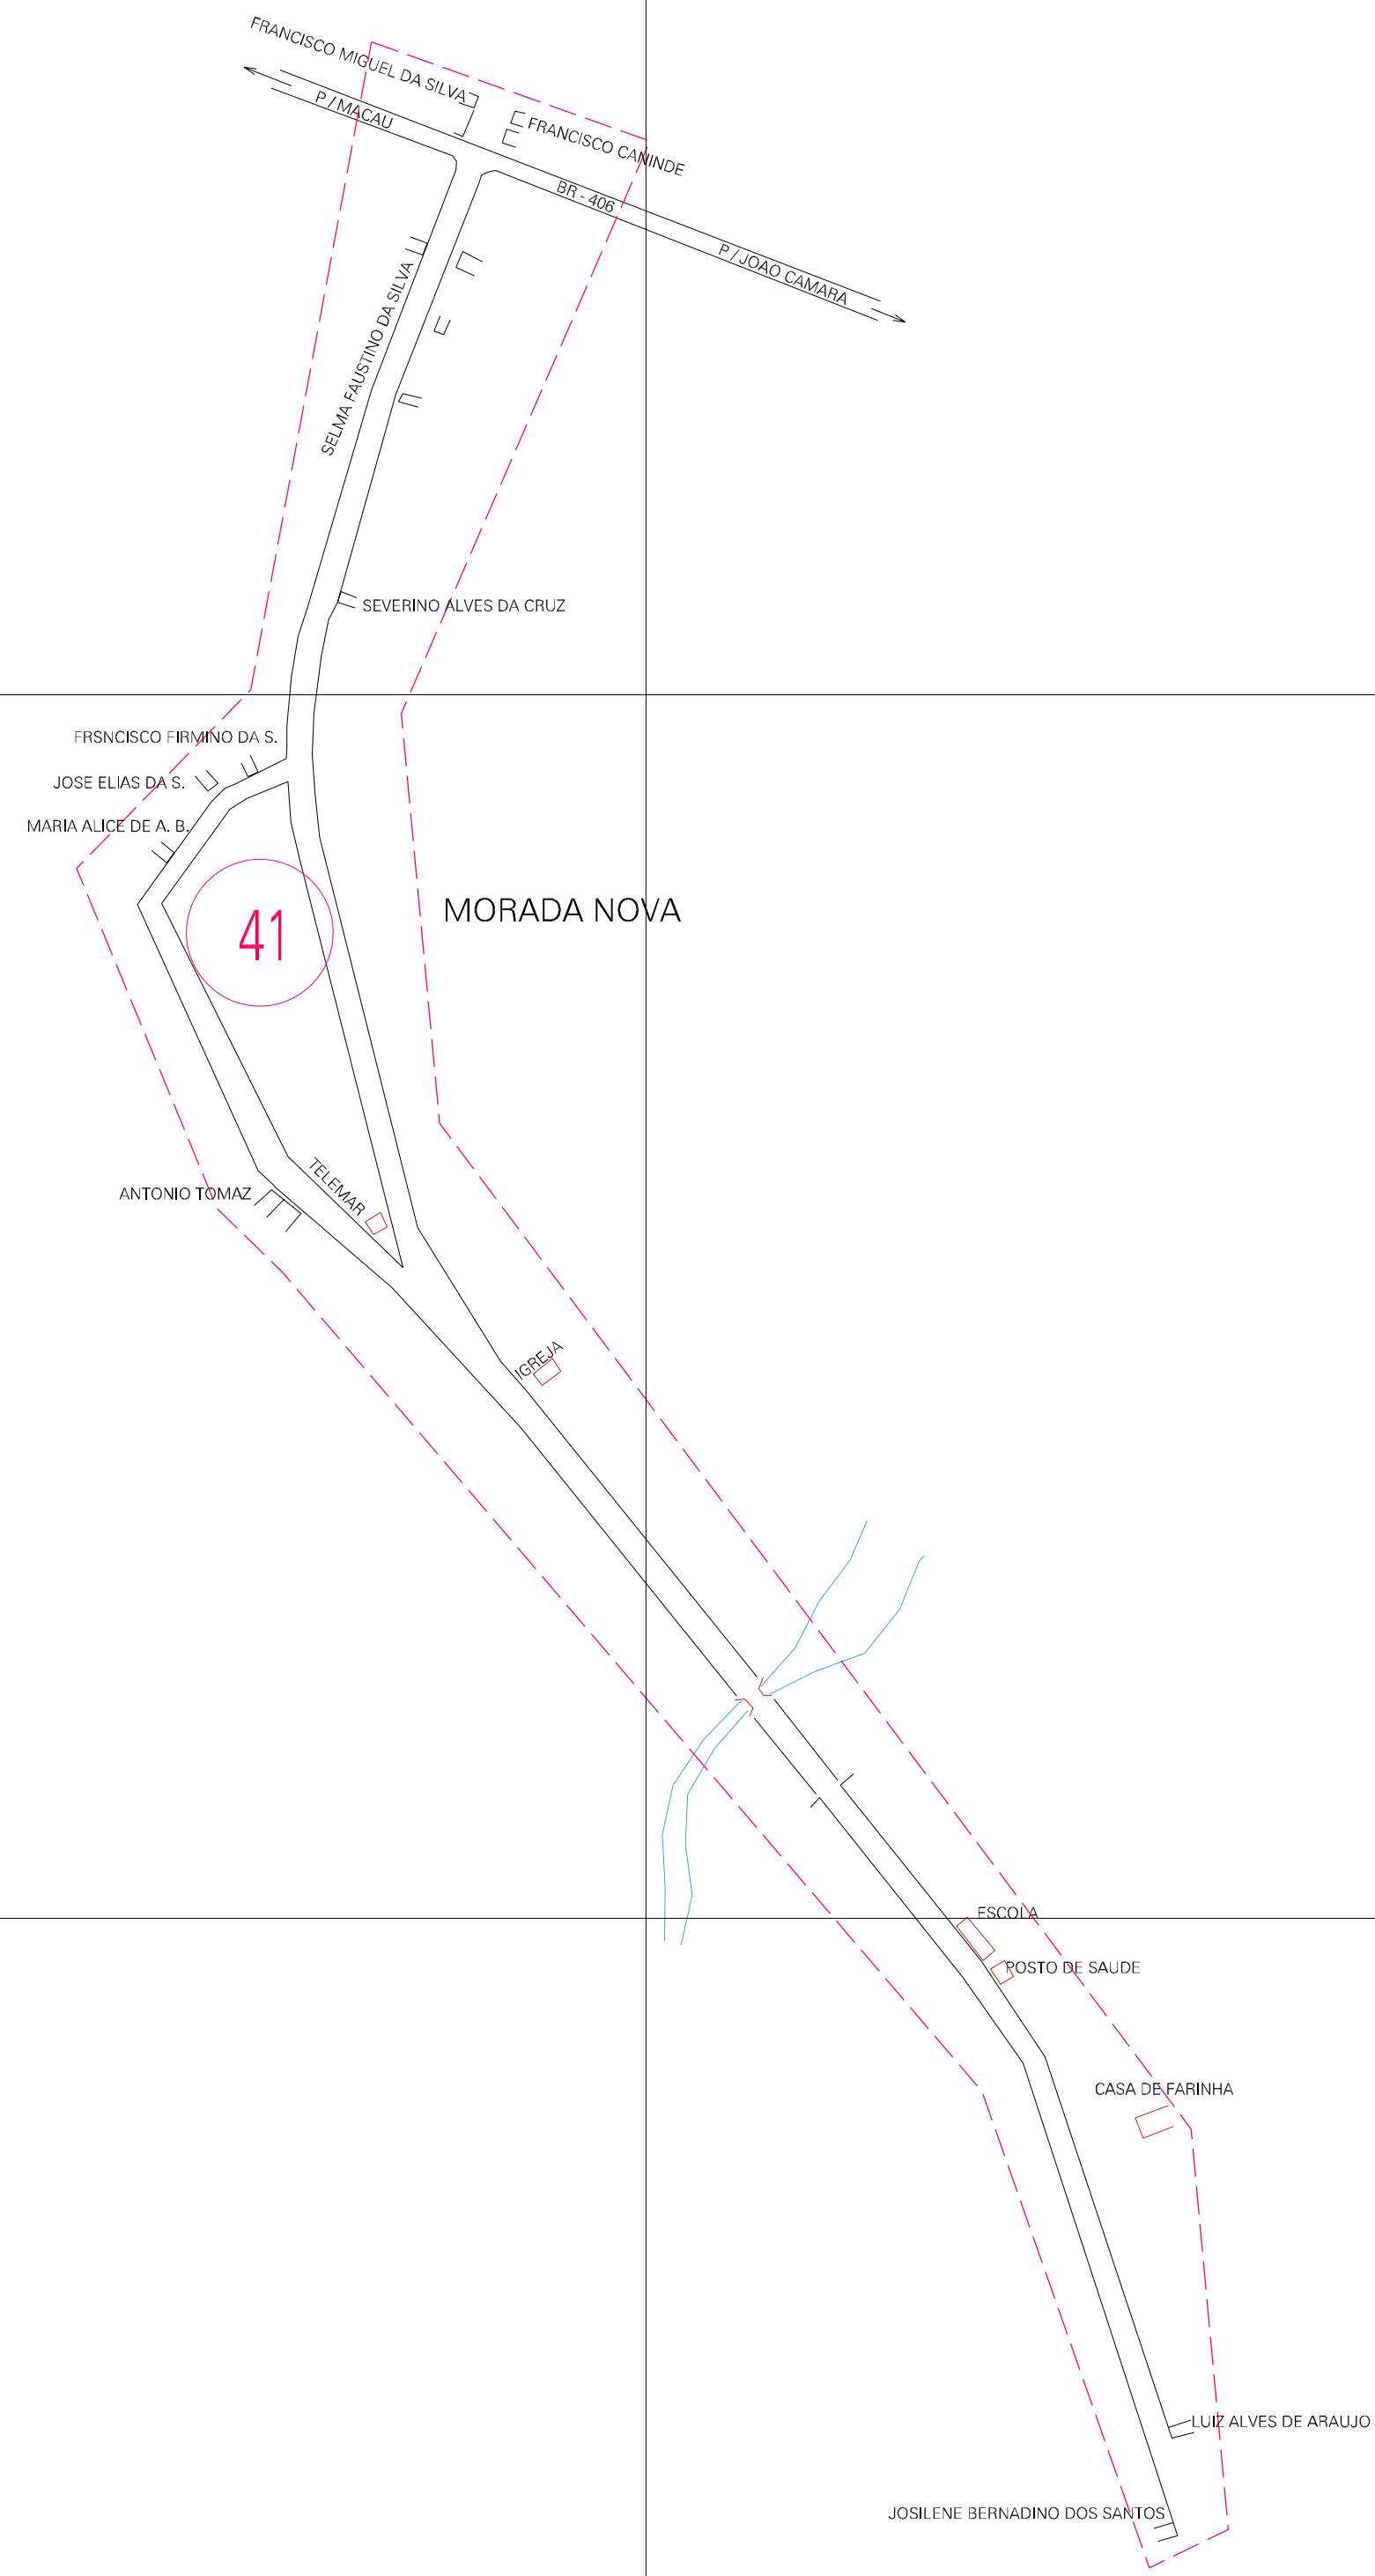 FRANCISCO MIGUEL DA SILVA
P / MACAU
FRANCISCO CANINDE
BR - 406
P / JOAO CAMARA
SELMA FAUSTINO DA SILVA
SEVERINO ALVES DA CRUZ
FRSNCISCO FIRMINO DA S.
JOSE ELIAS DA S.
MARIA ALICE DE A. B.
41
MORADA NOVA
TELEMAR
ANTONIO TOMAZ
IGREJA
ESCOLA
POSTO DE SAUDE
CASA DE FARINHA
LUIZ ALVES DE ARAUJO
JOSILENE BERNADINO DOS SANTOS